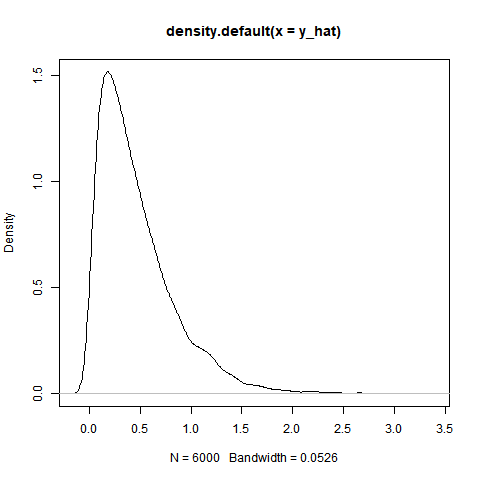 density.default(x = y_hat)
Density
0.0
0.5
1.0
1.5
0.0 0.5 1.0 1.5 2.0 2.5 3.0 3.5
N = 6000 Bandwidth = 0.0526